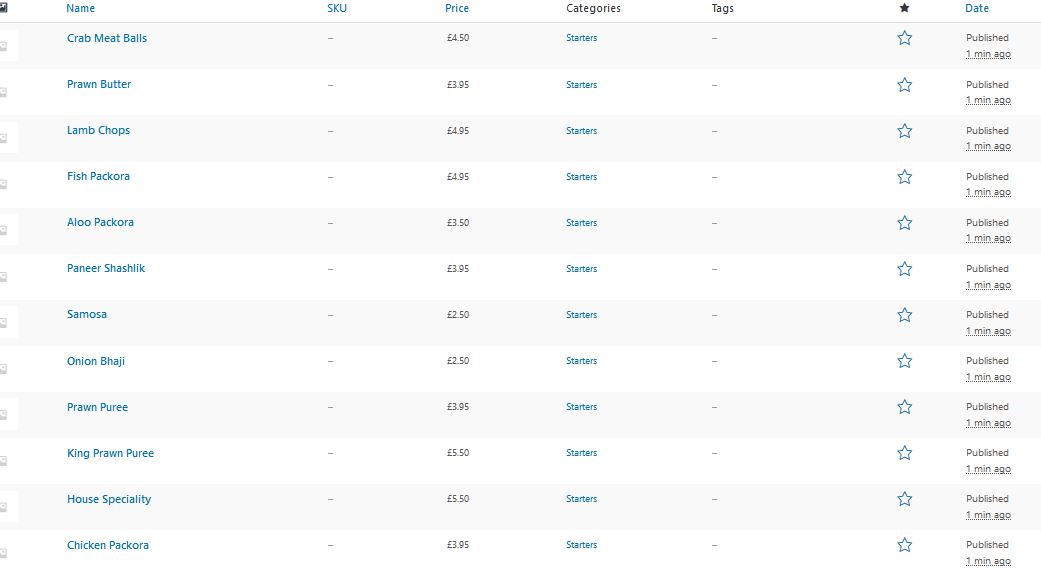 Name SKU Price Categories Tags Date
Crab Meat Balls – £4.50 Starters – Published
1 min ago
Prawn Butter – £3.95 Starters – Published
1 min ago
Lamb Chops – £4.95 Starters – Published
1 min ago
Fish Packora – £4.95 Starters – Published
1 min ago
Aloo Packora – £3.50 Starters – Published
1 min ago
Paneer Shashlik – £3.95 Starters – Published
1 min ago
Samosa – £2.50 Starters – Published
1 min ago
Onion Bhaji – £2.50 Starters – Published
1 min ago
Prawn Puree – £3.95 Starters – Published
1 min ago
King Prawn Puree – £5.50 Starters – Published
1 min ago
House Speciality – £5.50 Starters – Published
1 min ago
Chicken Packora – £3.95 Starters – Published
1 min ago